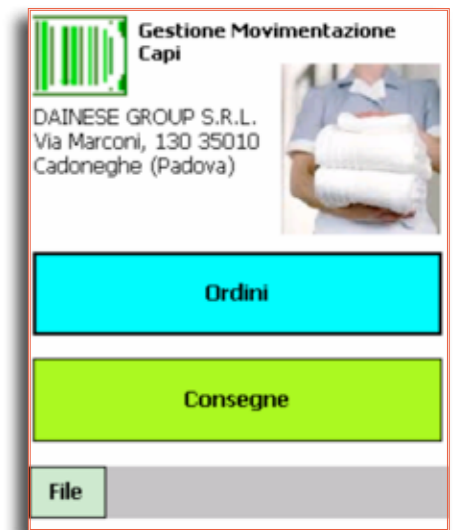 Gestione Movimentazione
Capi
DAINESE GROUP S.R.L.
Via Marconi, 130 35010
Cadoneghe (Padova)
Ordini
Consegne
File